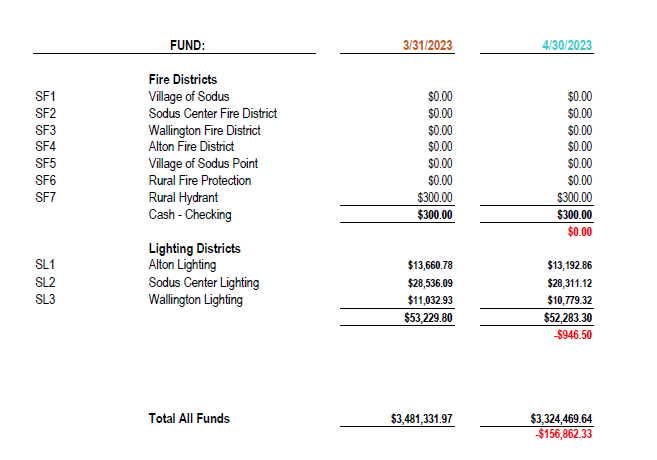 FUND: 3/31/2023 4/30/2023
Fire Districts
SF1 Village of Sodus $0.00 $0.00
SF2 Sodus Center Fire District $0.00 $0.00
SF3 Wallington Fire District $0.00 $0.00
SF4 Alton Fire District $0.00 $0.00
SF5 Village of Sodus Point $0.00 $0.00
SF6 Rural Fire Protection $0.00 $0.00
SF7 Rural Hydrant $300.00 $300.00
Cash - Checking $300.00 $300.00
$0.00
Lighting Districts
SL1 Alton Lighting $13,660.78 $13,192.86
SL2 Sodus Center Lighting $28,536.09 $28,311.12
SL3 Wallington Lighting $11,032.93 $10,779.32
$53,229.80 $52,283.30
-$946.50
Total All Funds $3,481,331.97 $3,324,469.64
-$156,862.33